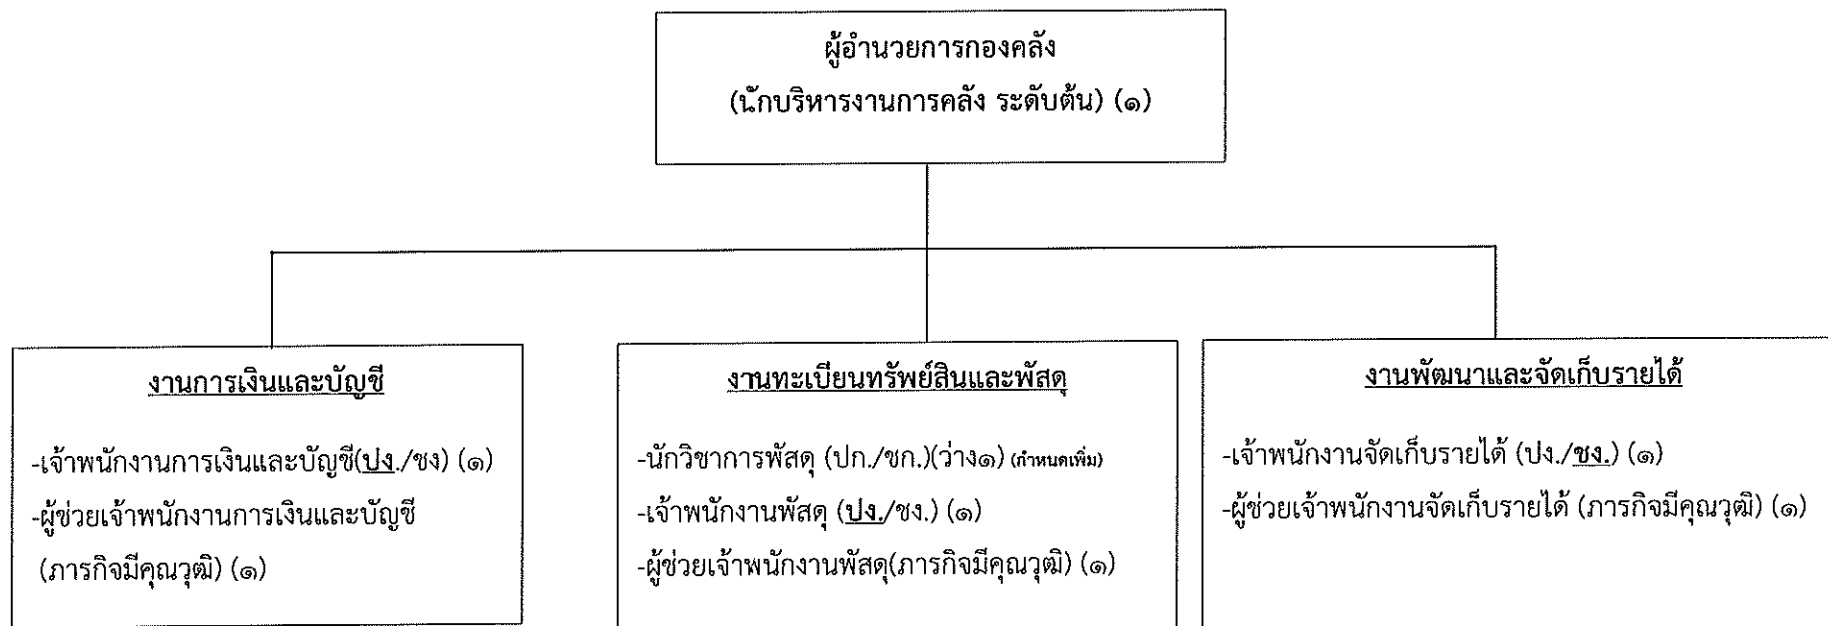 ผู้อำนวยการกองคลัง
(นักบริหารงานการคลัง ระดับต้น) (๑)
งานการเงินและบัญชี
-เจ้าพนักงานการเงินและบัญชี(ปง./ชง) (๑)
-ผู้ช่วยเจ้าพนักงานการเงินและบัญชี
(ภารกิจมีคุณวุฒิ) (๑)
งานทะเบียนทรัพย์สินและพัสดุ
-นักวิชาการพัสดุ (ปก./ชก.)(ว่าง๑) (กำหนดเพิ่ม)
-เจ้าพนักงานพัสดุ (ปง./ชง.) (๑)
-ผู้ช่วยเจ้าพนักงานพัสดุ(ภารกิจมีคุณวุฒิ) (๑)
งานพัฒนาและจัดเก็บรายได้
-เจ้าพนักงานจัดเก็บรายได้ (ปง./ชง.) (๑)
-ผู้ช่วยเจ้าพนักงานจัดเก็บรายได้ (ภารกิจมีคุณวุฒิ) (๑)